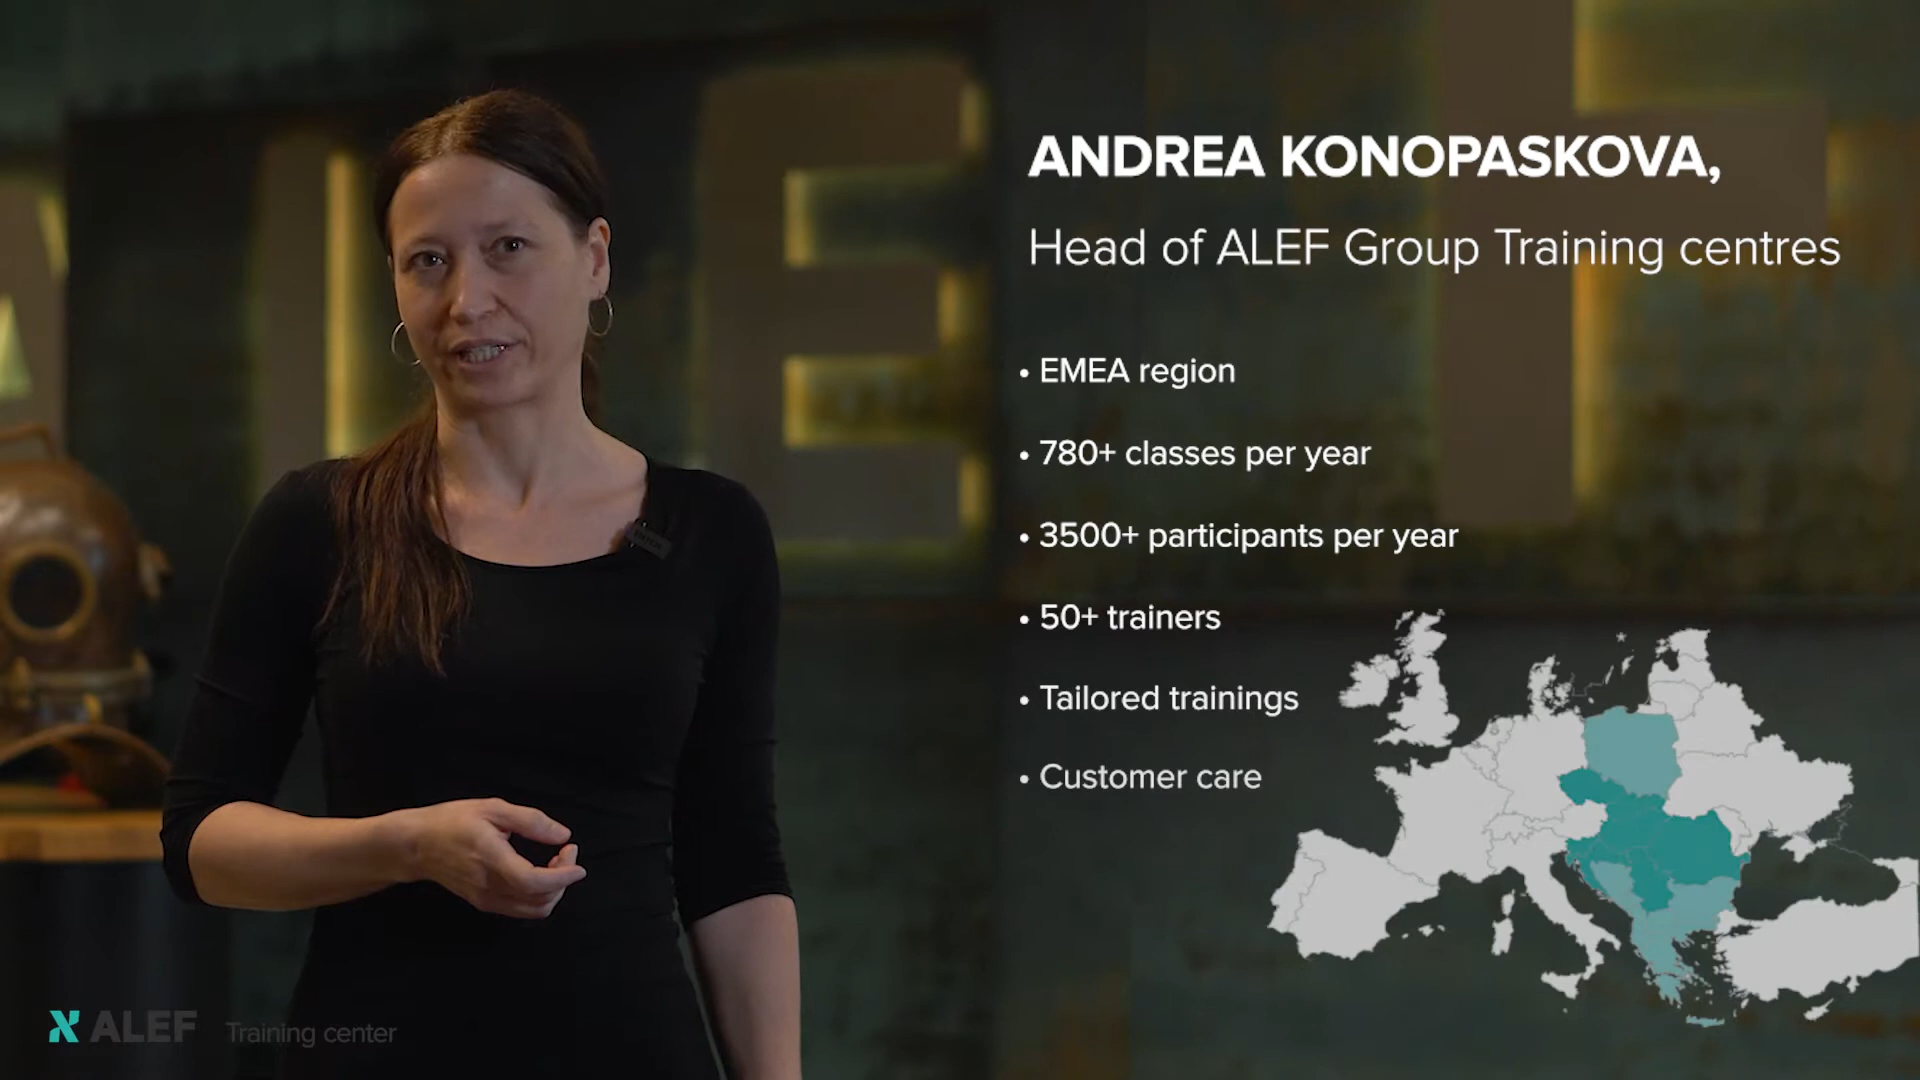 ANDREA KONOPASKOVA,
Head of ALEF Group Training centres
• EMEA region
• 780+ classes per year
• 3500+ participants per year
• 50+ trainers
• Tailored trainings
• Customer care
ALEF Training center